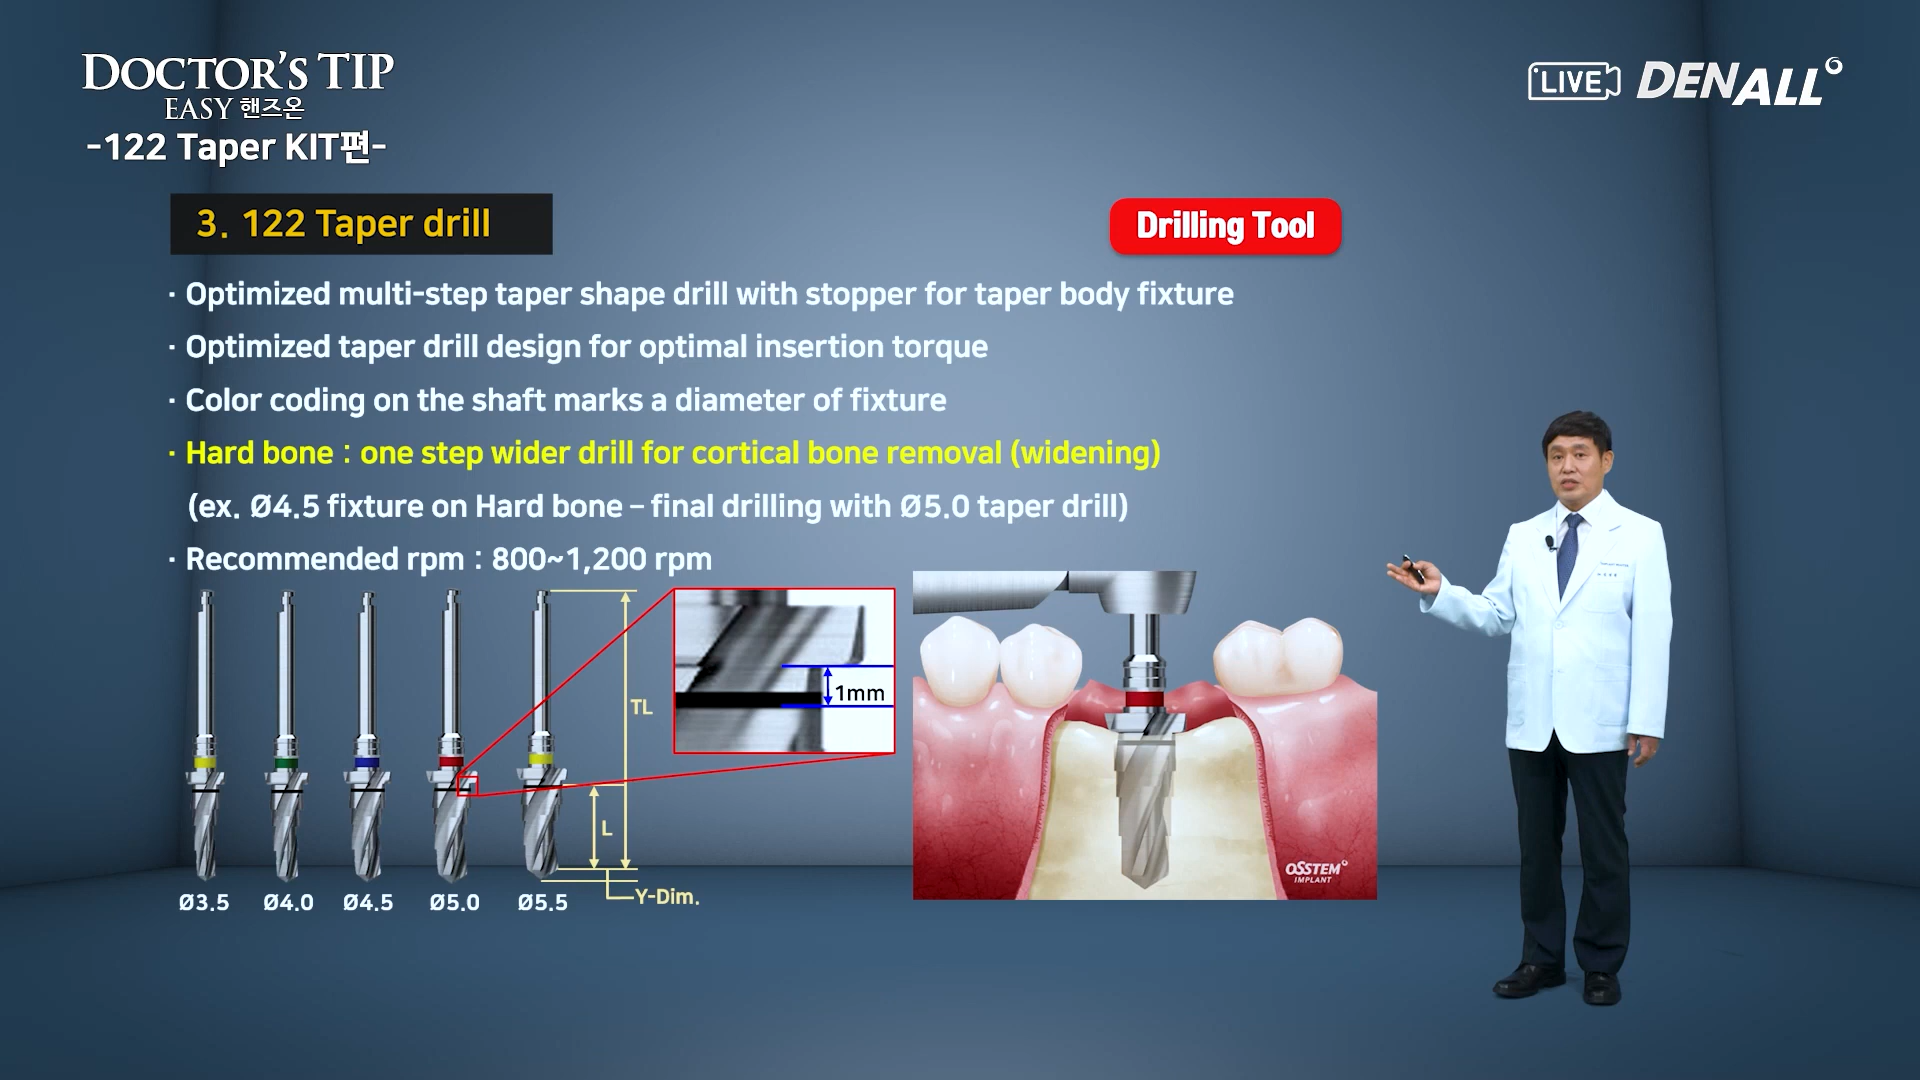 DOCTOR'S TIP
EASY 핸즈온
-122 Taper KIT편-
LIVE DENALL
3. 122 Taper drill
Drilling Tool
· Optimized multi-step taper shape drill with stopper for taper body fixture
· Optimized taper drill design for optimal insertion torque
· Color coding on the shaft marks a diameter of fixture
· Hard bone : one step wider drill for cortical bone removal (widening)
(ex. Ø4.5 fixture on Hard bone – final drilling with Ø5.0 taper drill)
· Recommended rpm : 800~1,200 rpm
1mm
TL
L
Y-Dim.
Ø3.5 Ø4.0 Ø4.5 Ø5.0 Ø5.5
OSSTEM
IMPLANT